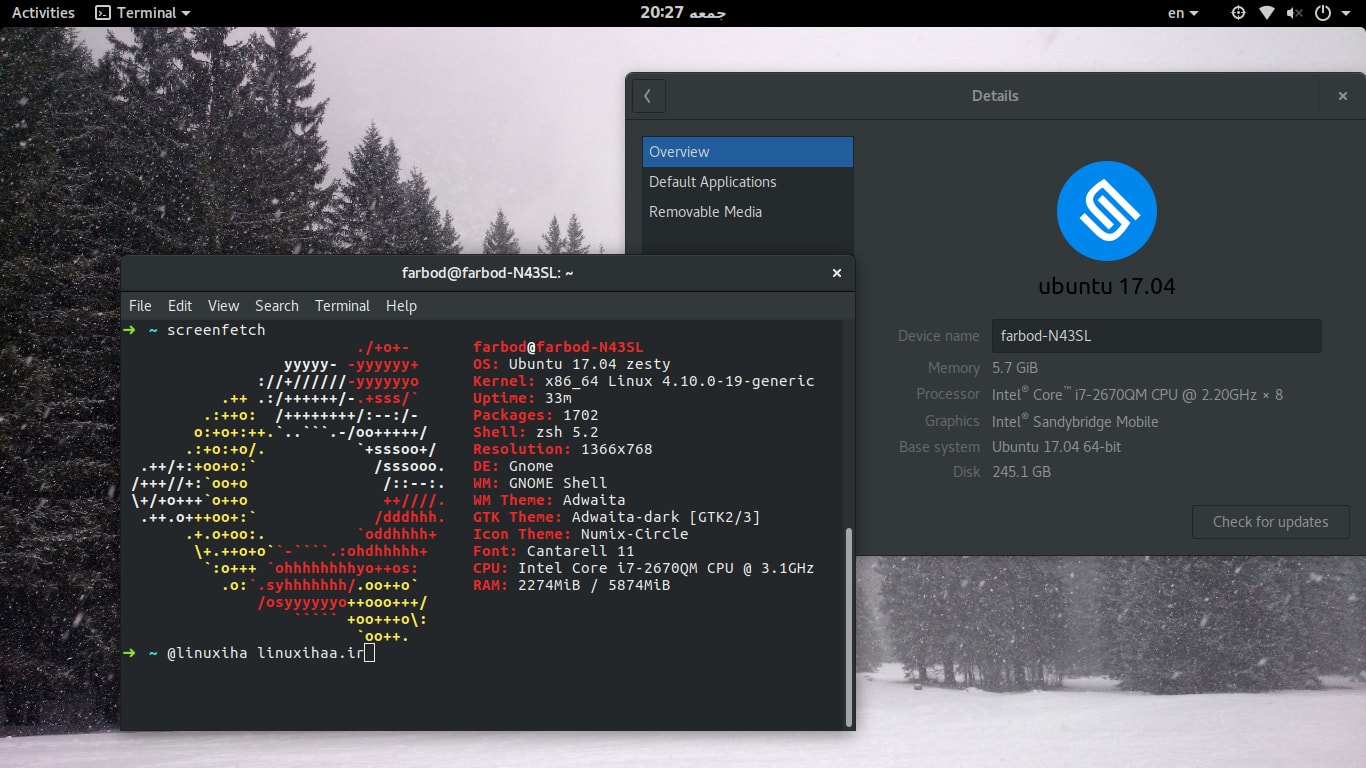 Activities Terminal جمعه 20:27 en
Details
Overview
Default Applications
Removable Media
ubuntu 17.04
Device name farbod-N43SL
Memory 5.7 GiB
Processor Intel® Core™ i7-2670QM CPU @ 2.20GHz × 8
Graphics Intel® Sandybridge Mobile
Base system Ubuntu 17.04 64-bit
Disk 245.1 GB
Check for updates
farbod@farbod-N43SL: ~
File Edit View Search Terminal Help
➜ ~ screenfetch
./+o+- farbod@farbod-N43SL
yyyyy- -yyyyyy+ OS: Ubuntu 17.04 zesty
://+//////-yyyyyyo Kernel: x86_64 Linux 4.10.0-19-generic
.++ .:/++++++/-.+sss/` Uptime: 33m
.:++o: /++++++++/:--:/- Packages: 1702
o:+o+:++.`..```.-/oo+++++/ Shell: zsh 5.2
.:+o:+o/. `+sssoo+/ Resolution: 1366x768
.++/+:+oo+o:` /sssooo. DE: Gnome
/+++//+:`oo+o /::--:. WM: GNOME Shell
\+/+o+++`o++o ++////. WM Theme: Adwaita
.++.o+++oo+:` /dddhhh. GTK Theme: Adwaita-dark [GTK2/3]
.+.o+oo:. `oddhhhh+ Icon Theme: Numix-Circle
\+.++o+o``-````.:ohdhhhhh+ Font: Cantarell 11
`:o+++ `ohhhhhhhhyo++os: CPU: Intel Core i7-2670QM CPU @ 3.1GHz
.o:`.syhhhhhhh/.oo++o` RAM: 2274MiB / 5874MiB
/osyyyyyyo++ooo+++/
````` +oo+++o\:
`oo++.
➜ ~ @linuxiha linuxihaa.ir